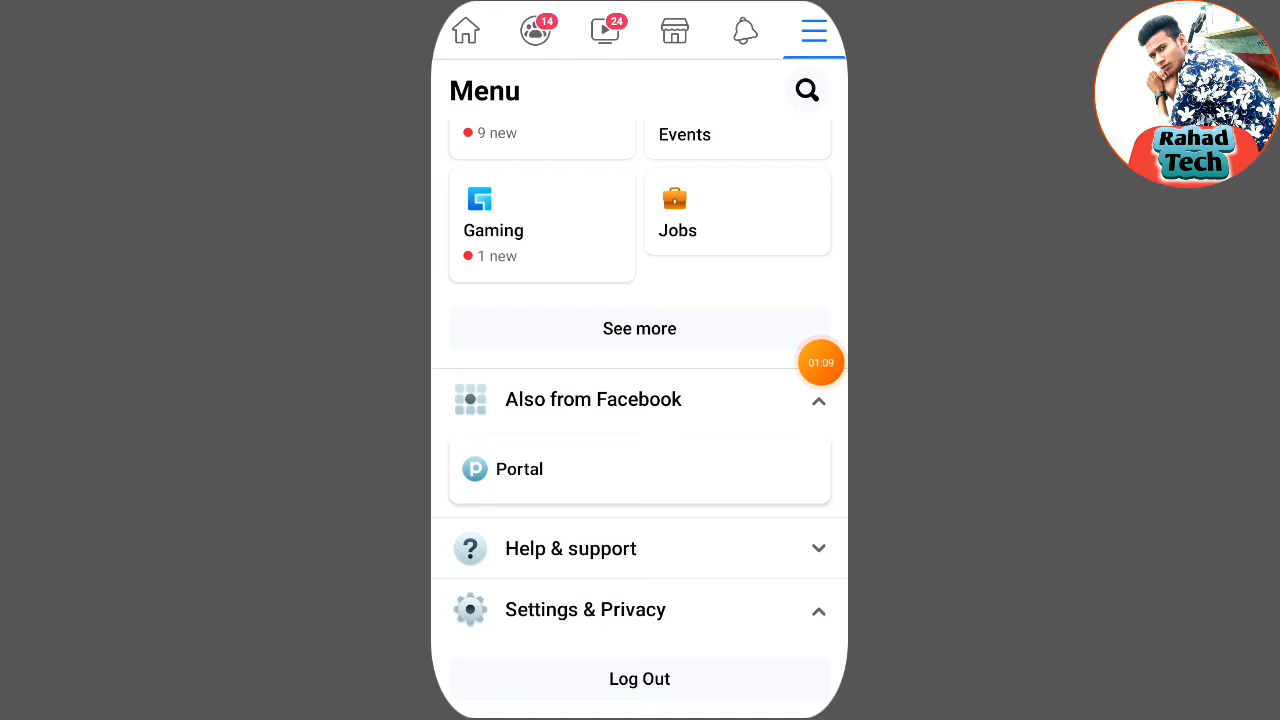 14
24
Menu
9 new
Events
Gaming
1 new
Jobs
See more
01:09
Also from Facebook
Portal
Help & support
Settings & Privacy
Log Out
Rahad
Tech